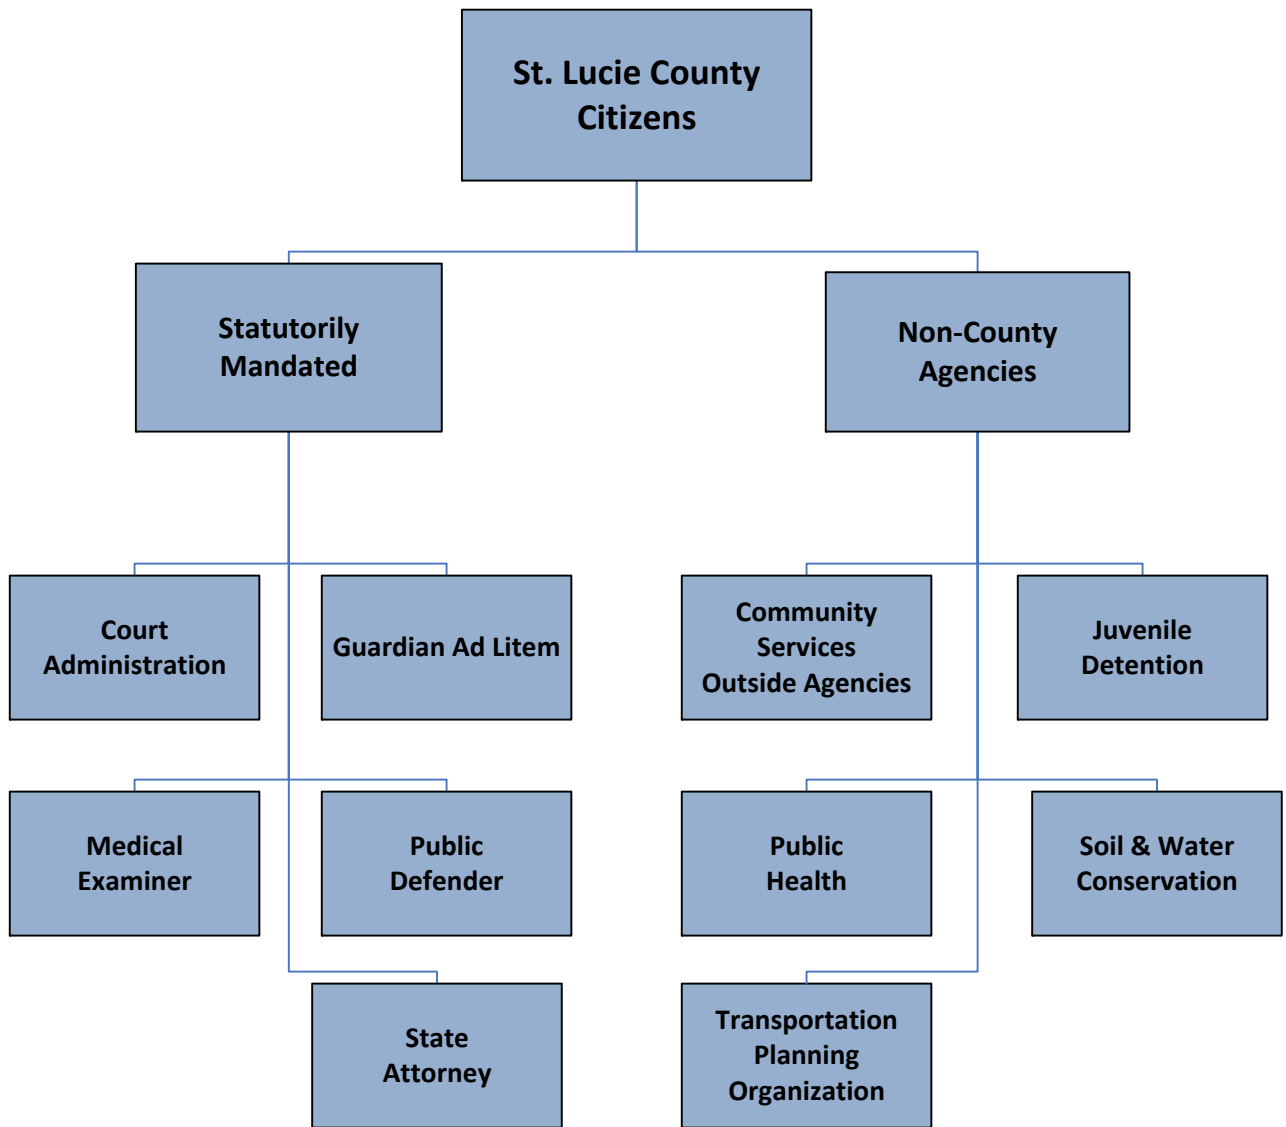 St. Lucie County
Citizens
Statutorily
Mandated
Non-County
Agencies
Court
Administration
Guardian Ad Litem
Community
Services
Outside Agencies
Juvenile
Detention
Medical
Examiner
Public
Defender
Public
Health
Soil & Water
Conservation
State
Attorney
Transportation
Planning
Organization